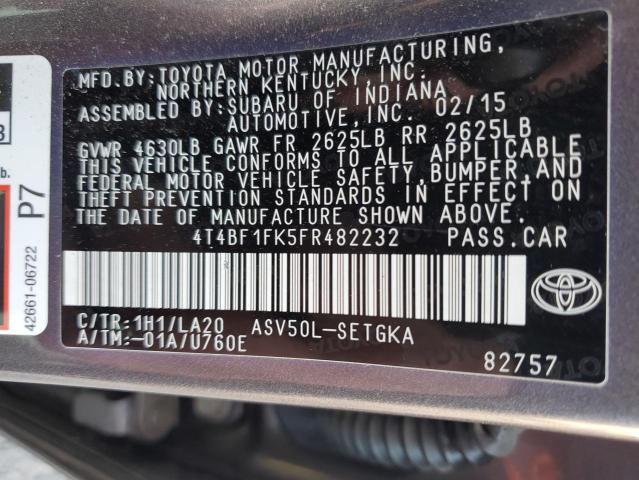 MFD.BY:TOYOTA MOTOR MANUFACTURING,
NORTHERN KENTUCKY, INC.
ASSEMBLED BY:SUBARU OF INDIANA
AUTOMOTIVE,INC. 02/15
GVWR 4630LB GAWR FR 2625LB RR 2625LB
THIS VEHICLE CONFORMS TO ALL APPLICABLE
FEDERAL MOTOR VEHICLE SAFETY,BUMPER,AND
THEFT PREVENTION STANDARDS IN EFFECT ON
THE DATE OF MANUFACTURE SHOWN ABOVE.
4T4BF1FK5FR482232 PASS.CAR
C/TR:1H1/LA20 ASV50L-SETGKA
A/TM:-01A/U760E
82757
P7
42661-06722